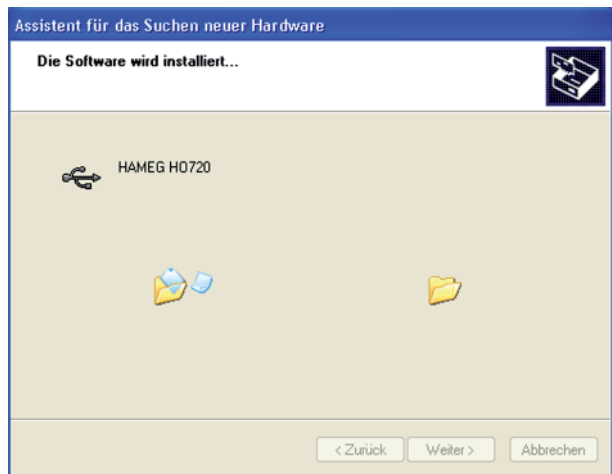 Assistent für das Suchen neuer Hardware
Die Software wird installiert...
HAMEG HO720
< Zurück
Weiter >
Abbrechen